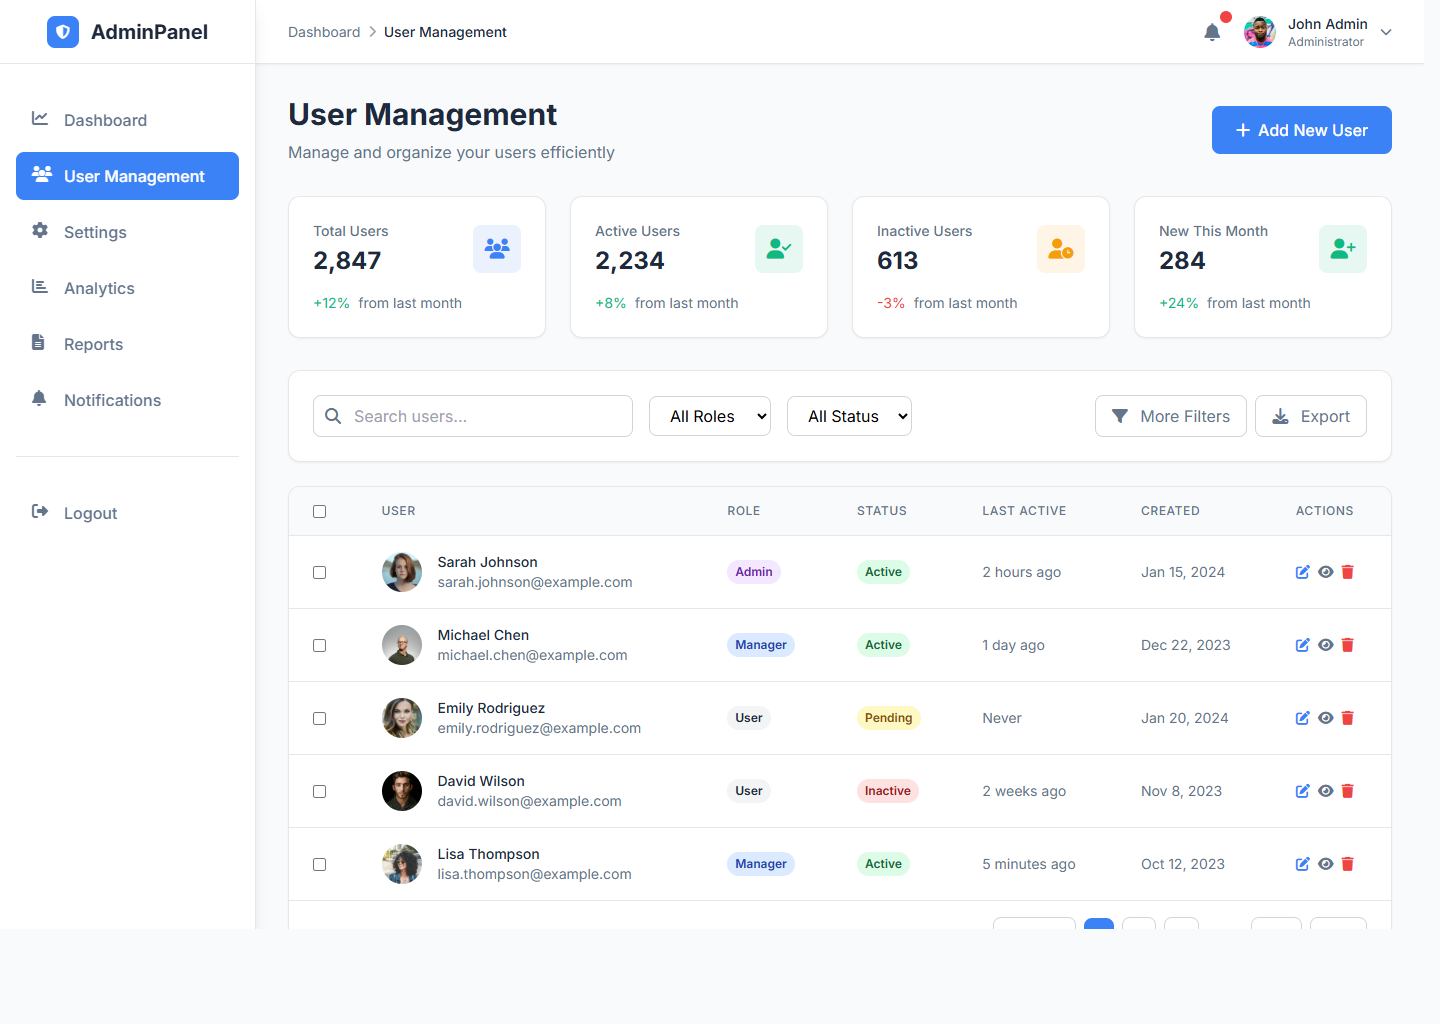 AdminPanel
Dashboard
User Management
John Admin
Administrator
Dashboard
User Management
Settings
Analytics
Reports
Notifications
Logout
User Management
Manage and organize your users efficiently
Add New User
Total Users
2,847
+12% from last month
Active Users
2,234
+8% from last month
Inactive Users
613
-3% from last month
New This Month
284
+24% from last month
Search users...
All Roles
All Status
More Filters
Export
USER ROLE STATUS LAST ACTIVE CREATED ACTIONS
Sarah Johnson
sarah.johnson@example.com
Admin Active 2 hours ago Jan 15, 2024
Michael Chen
michael.chen@example.com
Manager Active 1 day ago Dec 22, 2023
Emily Rodriguez
emily.rodriguez@example.com
User Pending Never Jan 20, 2024
David Wilson
david.wilson@example.com
User Inactive 2 weeks ago Nov 8, 2023
Lisa Thompson
lisa.thompson@example.com
Manager Active 5 minutes ago Oct 12, 2023